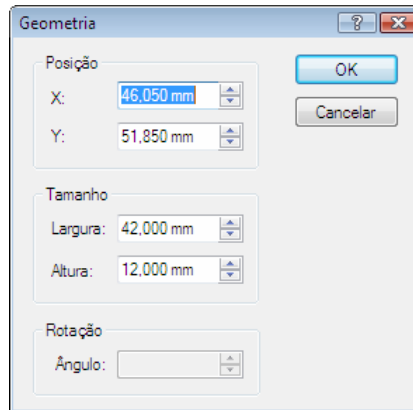 Geometria
Posição
X: 46,050 mm
Y: 51,850 mm
Tamanho
Largura: 42,000 mm
Altura: 12,000 mm
Rotação
Ângulo:
OK
Cancelar